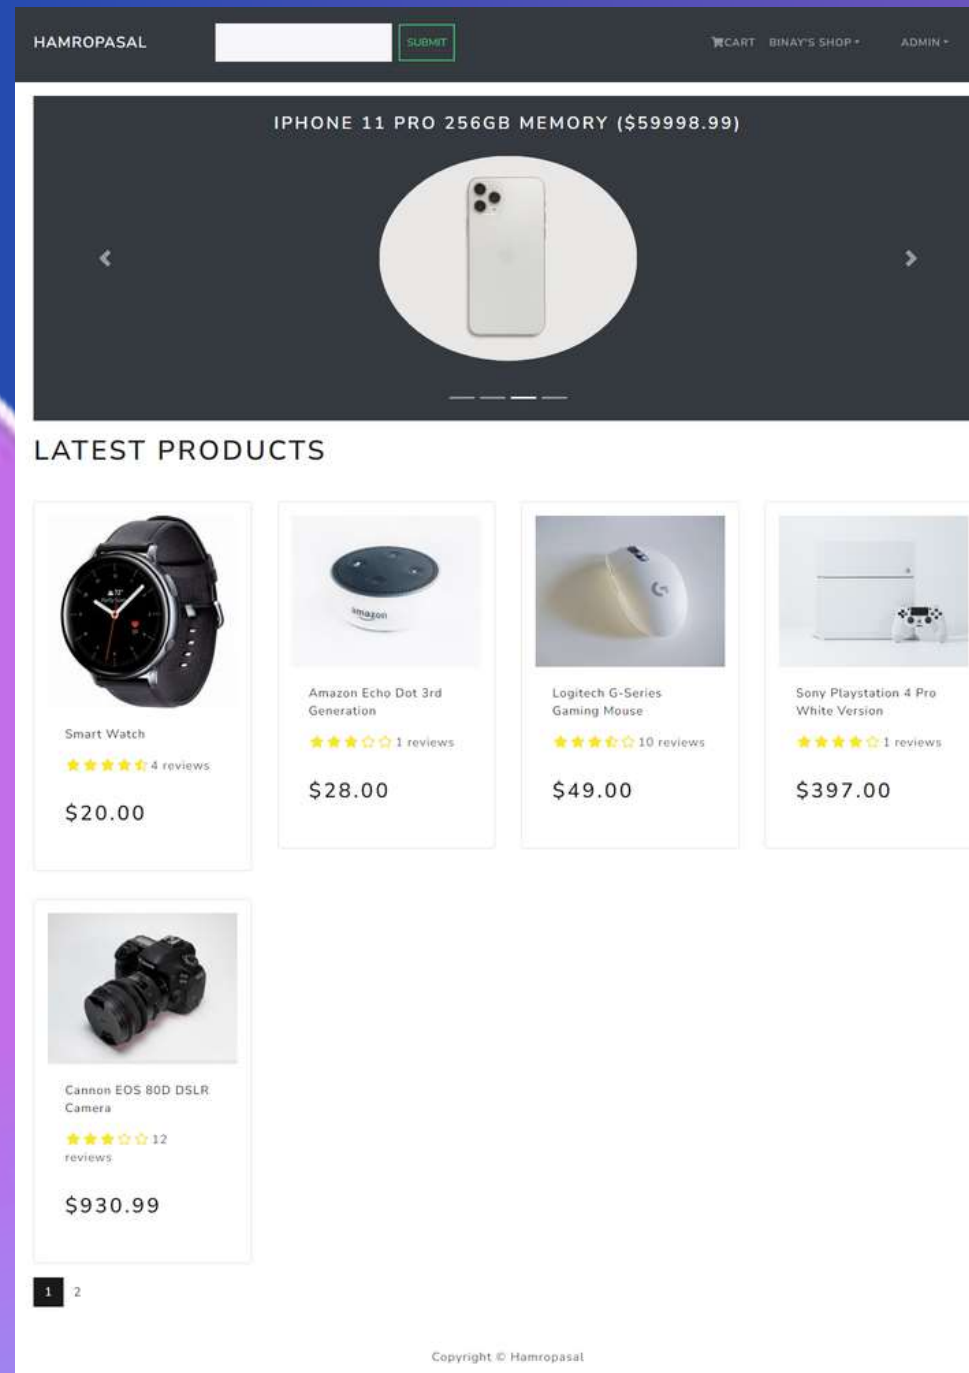 HAMROPASAL
SUBMIT
CART
BINAY'S SHOP
ADMIN
IPHONE 11 PRO 256GB MEMORY ($59998.99)
LATEST PRODUCTS
Smart Watch
4 reviews
$20.00
amazon
Amazon Echo Dot 3rd
Generation
1 reviews
$28.00
Logitech G-Series
Gaming Mouse
10 reviews
$49.00
Sony Playstation 4 Pro
White Version
1 reviews
$397.00
Cannon EOS 80D DSLR
Camera
12
reviews
$930.99
1 2
Copyright © Hamropasal